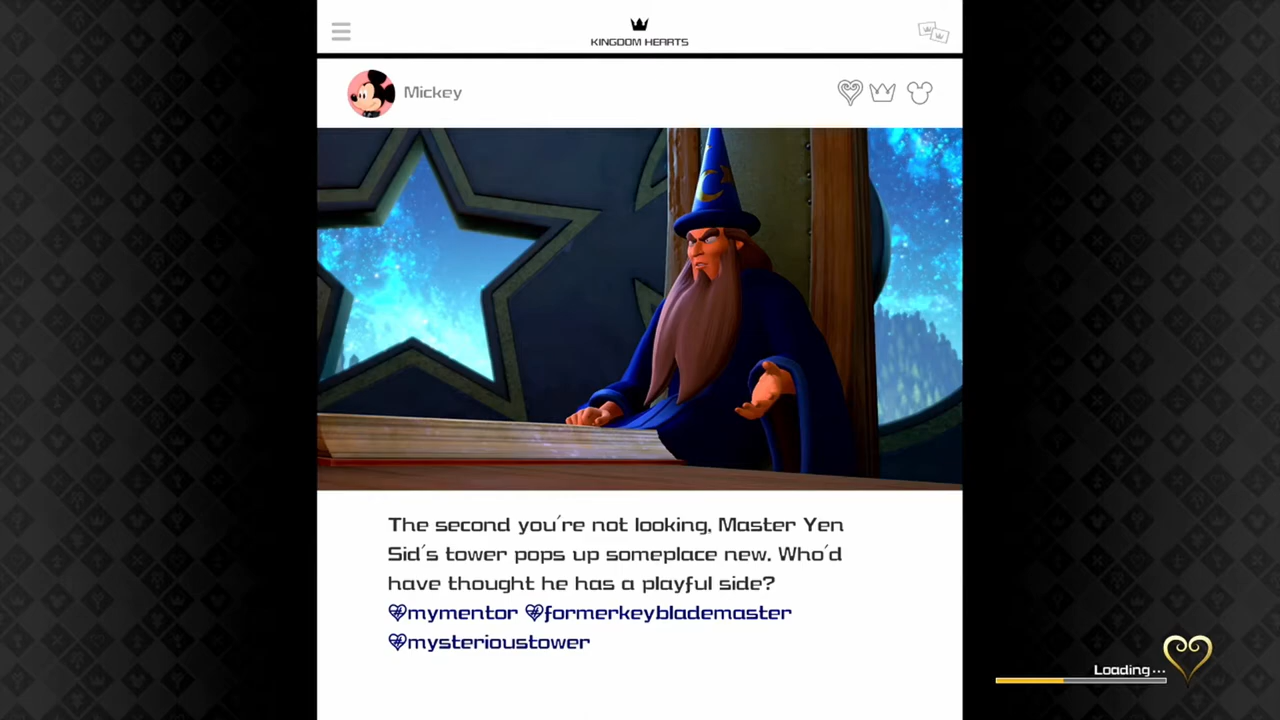 KINGDOM HEARTS
Mickey
The second you're not looking, Master Yen
Sid's tower pops up someplace new. Who'd
have thought he has a playful side?
#mymentor #formerkeyblademaster
#mysterioustower
Loading...